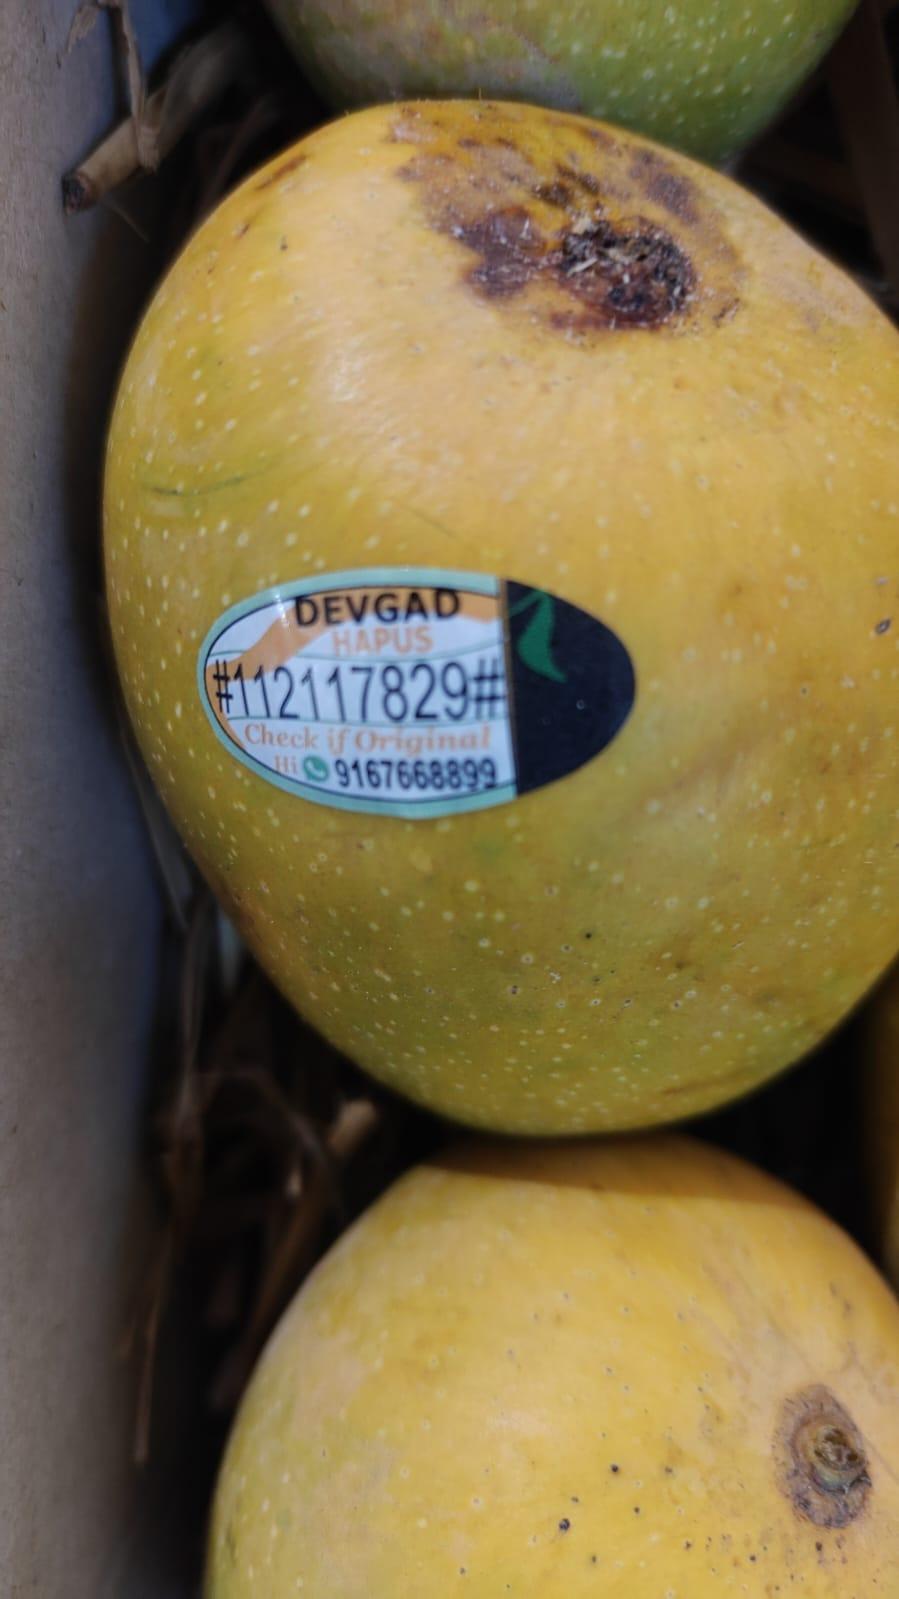 DEVGAD
HAPUS
#112117829#
Check if Original
Hi 9167668899